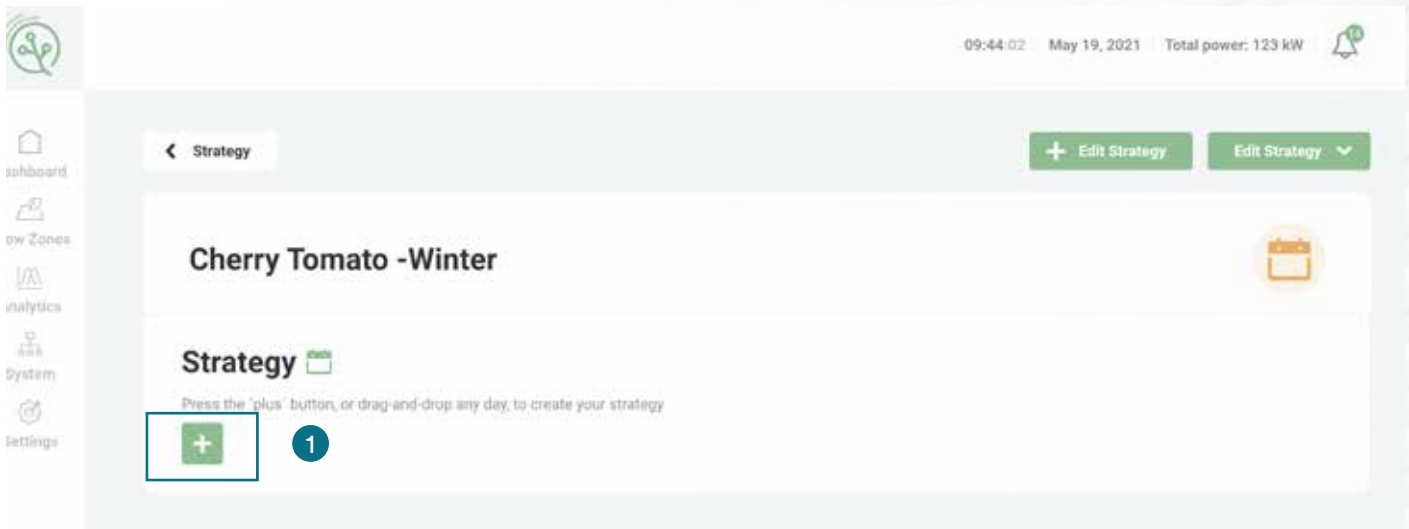 09:44:02 May 19, 2021 Total power: 123 kW
ashboard
ow Zones
nalytics
System
Settings
Strategy
Edit Strategy
Edit Strategy
Cherry Tomato -Winter
Strategy
Press the 'plus' button, or drag-and-drop any day, to create your strategy
1